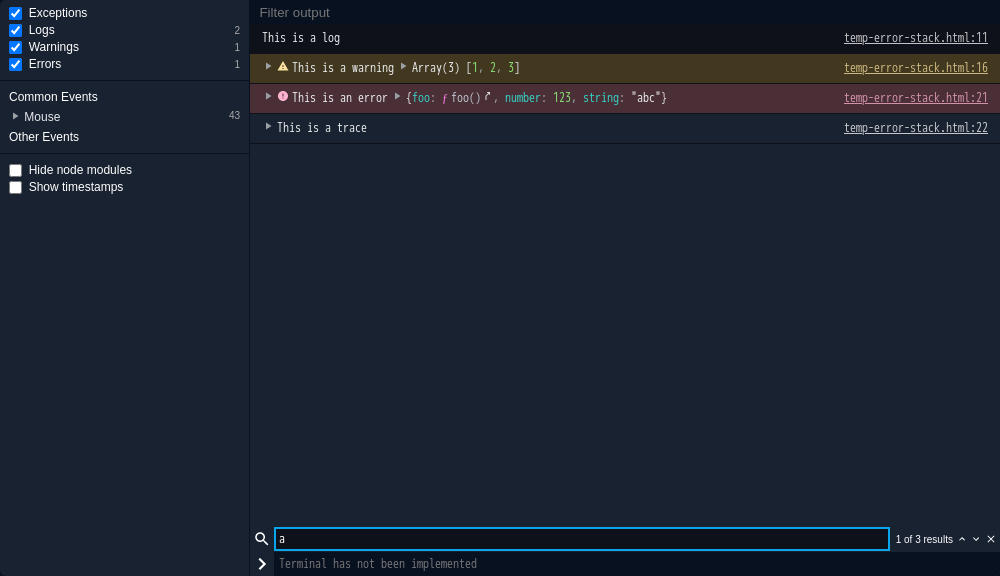 Exceptions
Logs 2
Warnings 1
Errors 1
Common Events
Mouse 43
Other Events
Hide node modules
Show timestamps
Filter output
This is a log temp-error-stack.html:11
This is a warning Array(3) [1, 2, 3] temp-error-stack.html:16
This is an error {foo: ƒ foo() , number: 123, string: "abc"} temp-error-stack.html:21
This is a trace temp-error-stack.html:22
a 1 of 3 results
Terminal has not been implemented